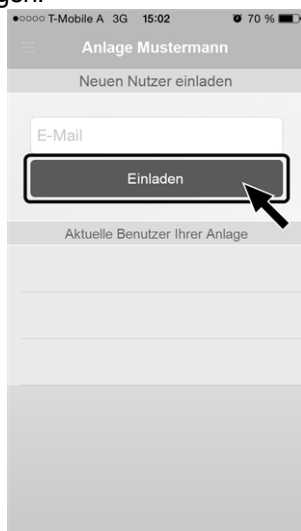 T-Mobile A 3G 15:02 70 %
Anlage Mustermann
Neuen Nutzer einladen
E-Mail
Einladen
Aktuelle Benutzer Ihrer Anlage